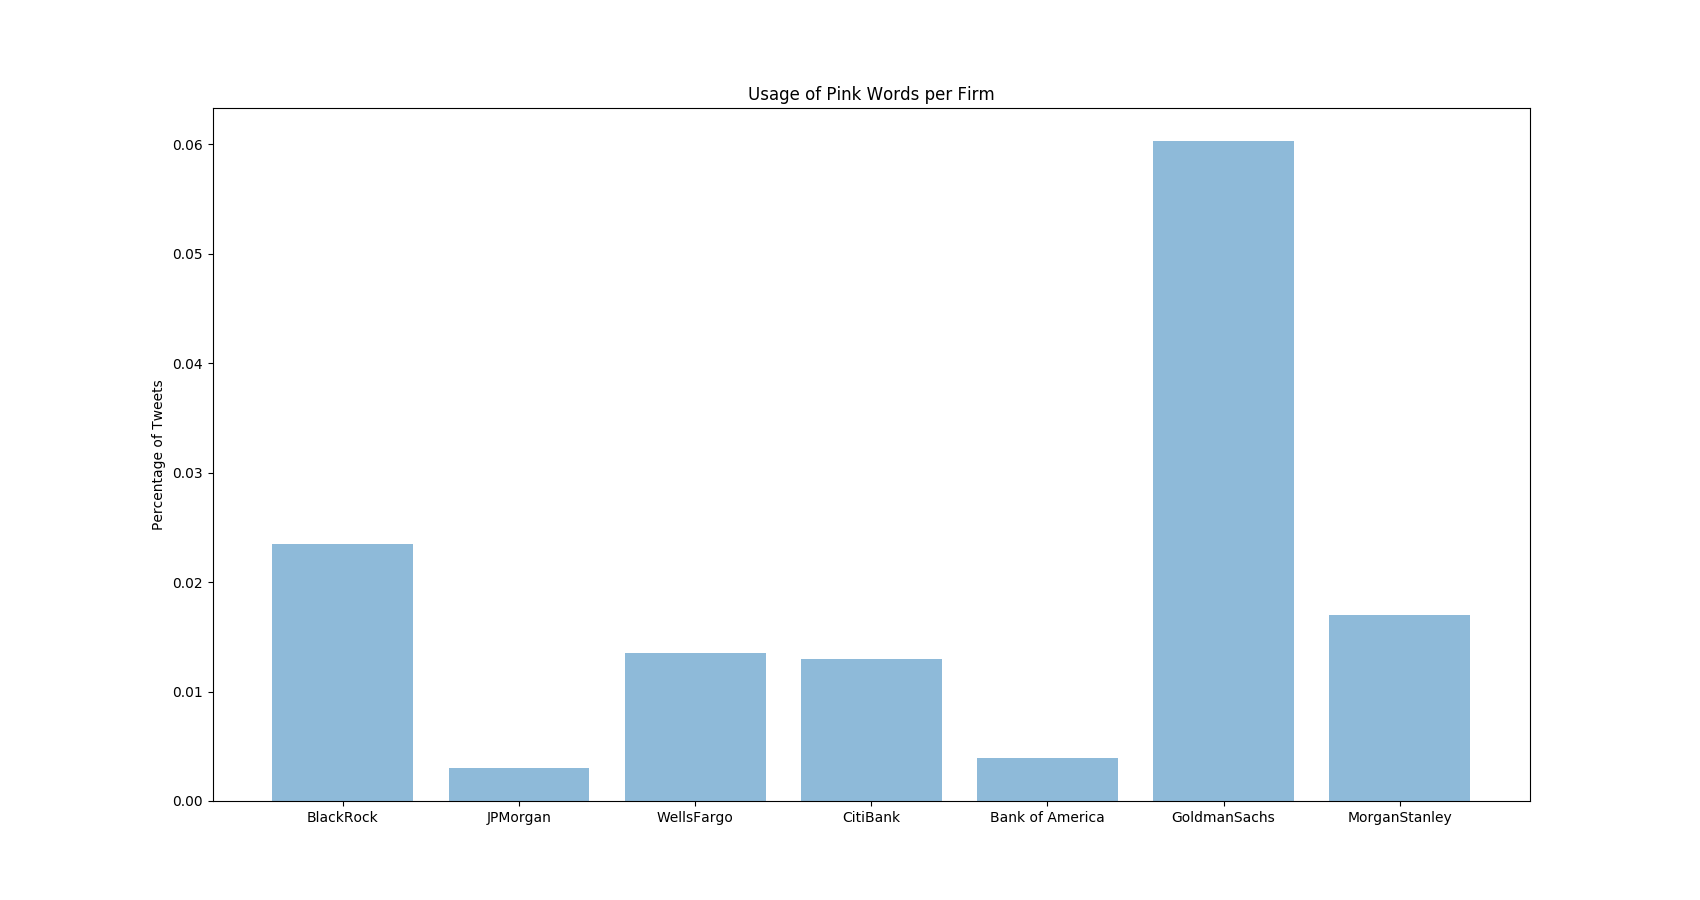 Usage of Pink Words per Firm
Percentage of Tweets
0.06
0.05
0.04
0.03
0.02
0.01
0.00
BlackRock JPMorgan WellsFargo CitiBank Bank of America GoldmanSachs MorganStanley